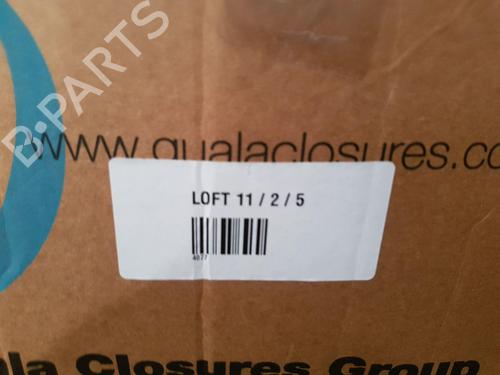 B-PARTS
www.gualaclosures.co
LOFT 11 / 2 / 5
4077
ala Closures Group